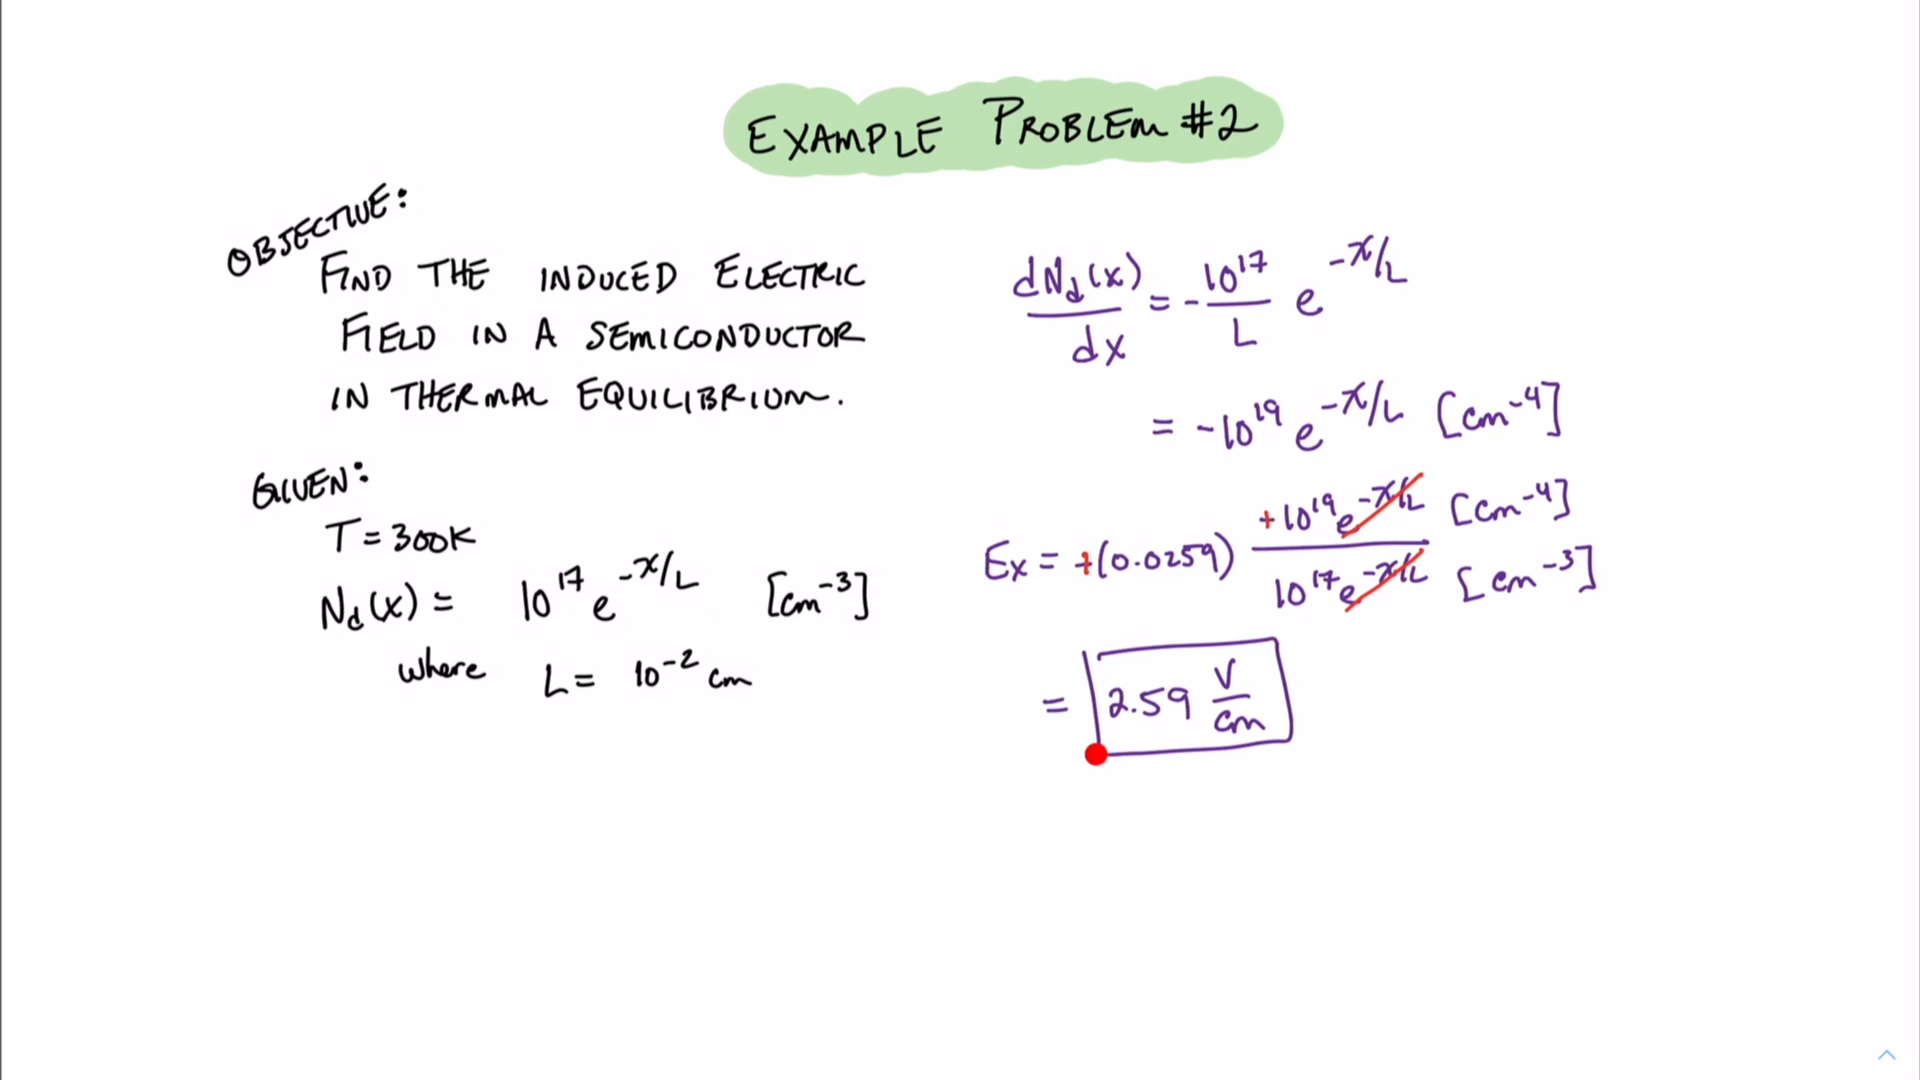 EXAMPLE PROBLEM #2
OBJECTIVE:
FIND THE INDUCED ELECTRIC
FIELD IN A SEMICONDUCTOR
IN THERMAL EQUILIBRIUM.
GIVEN:
T = 300K
N_d(x) = 10^17 e^(-x/L) [cm^-3]
where L = 10^-2 cm
dN_d(x)/dx = -10^17/L e^(-x/L)
= -10^19 e^(-x/L) [cm^-4]
Ex = +(0.0259) +10^19 e^(-x/L) [cm^-4] / 10^17 e^(-x/L) [cm^-3]
= 2.59 V/cm